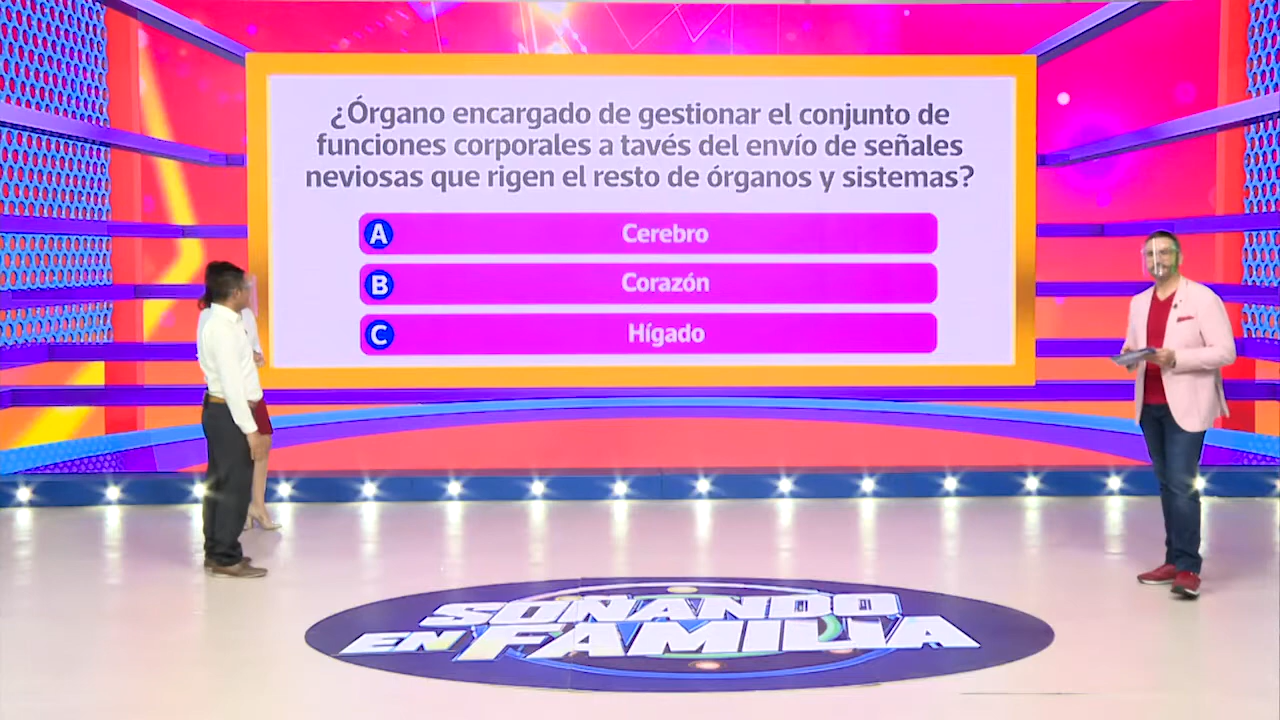 ¿Órgano encargado de gestionar el conjunto de
funciones corporales a tavés del envío de señales
neviosas que rigen el resto de órganos y sistemas?
A Cerebro
B Corazón
C Hígado
SOÑANDO
EN FAMILIA